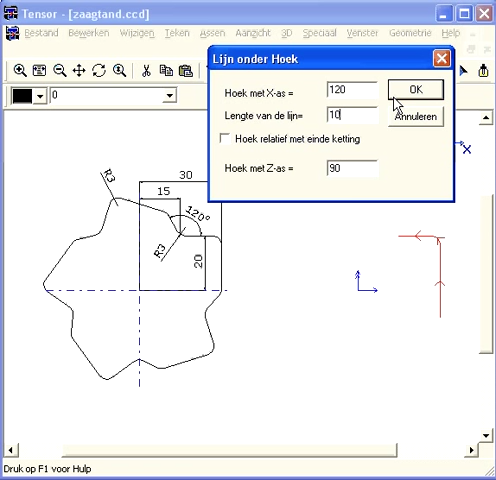 Tensor - [zaagtand.ccd]
Bestand Bewerken Wijzigen Teken Assen Aanzicht 3D Speciaal Venster Geometrie Help
0
Lijn onder Hoek
Hoek met X-as = 120
OK
Lengte van de lijn= 10
Annuleren
Hoek relatief met einde ketting
Hoek met Z-as = 90
X
R3
30
15
120°
R3
20
Druk op F1 voor Hulp